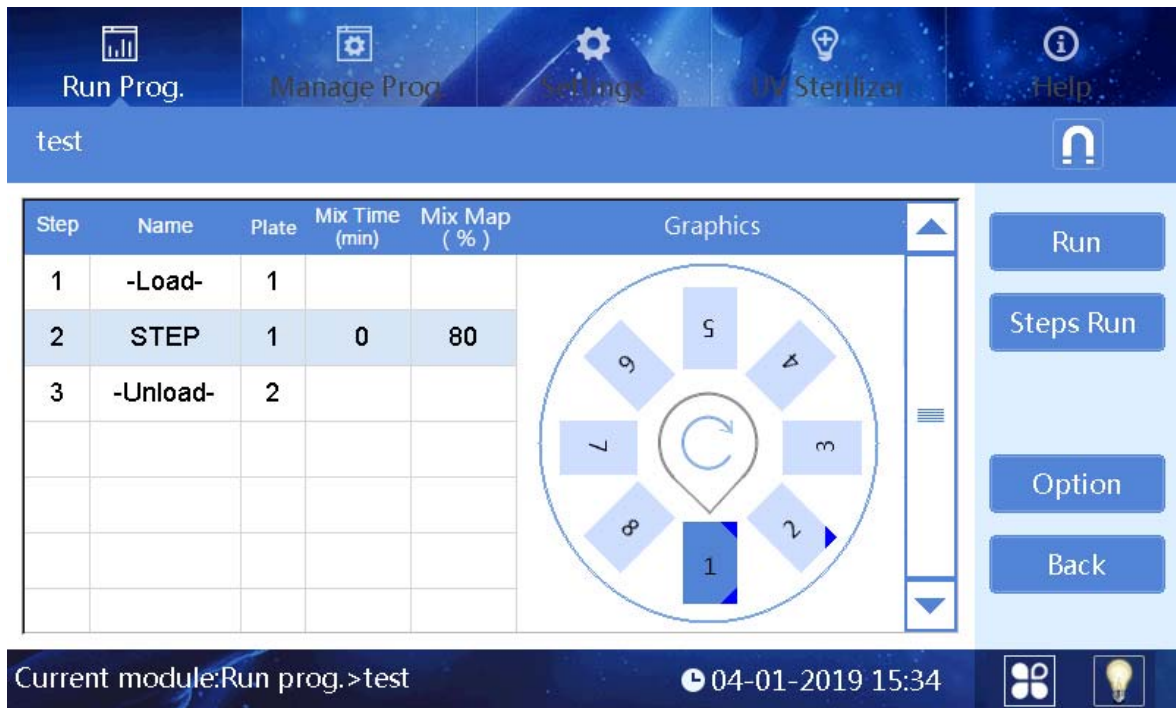 Run Prog. Manage Prog. Settings UV Sterilizer Help
test
Step Name Plate Mix Time (min) Mix Map ( % ) Graphics
1 -Load- 1
2 STEP 1 0 80
3 -Unload- 2
5
6 4
7 3
8 2
1
Run
Steps Run
Option
Back
Current module:Run prog.>test 04-01-2019 15:34